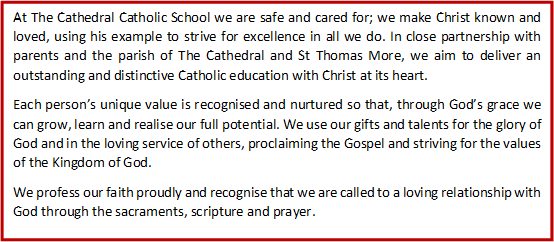 At The Cathedral Catholic School we are safe and cared for; we make Christ known and
loved, using his example to strive for excellence in all we do. In close partnership with
parents and the parish of The Cathedral and St Thomas More, we aim to deliver an
outstanding and distinctive Catholic education with Christ at its heart.
Each person’s unique value is recognised and nurtured so that, through God’s grace we
can grow, learn and realise our full potential. We use our gifts and talents for the glory of
God and in the loving service of others, proclaiming the Gospel and striving for the values
of the Kingdom of God.
We profess our faith proudly and recognise that we are called to a loving relationship with
God through the sacraments, scripture and prayer.